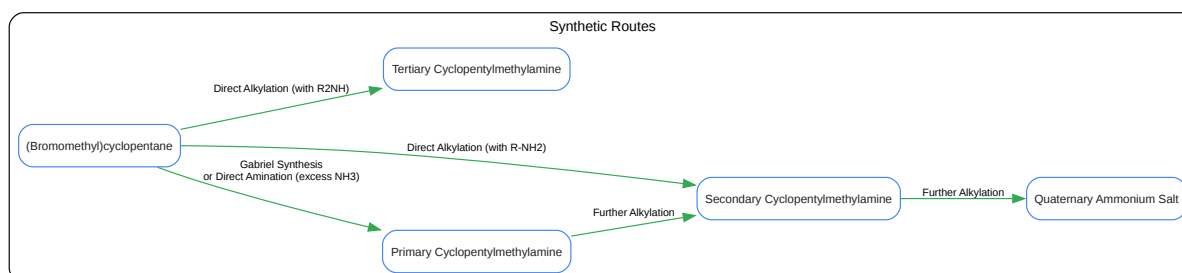 Synthetic Routes
Tertiary Cyclopentylmethylamine
Direct Alkylation (with R2NH)
(Bromomethyl)cyclopentane
Direct Alkylation (with R-NH2)
Gabriel Synthesis
or Direct Amination (excess NH3)
Secondary Cyclopentylmethylamine
Further Alkylation
Quaternary Ammonium Salt
Further Alkylation
Primary Cyclopentylmethylamine